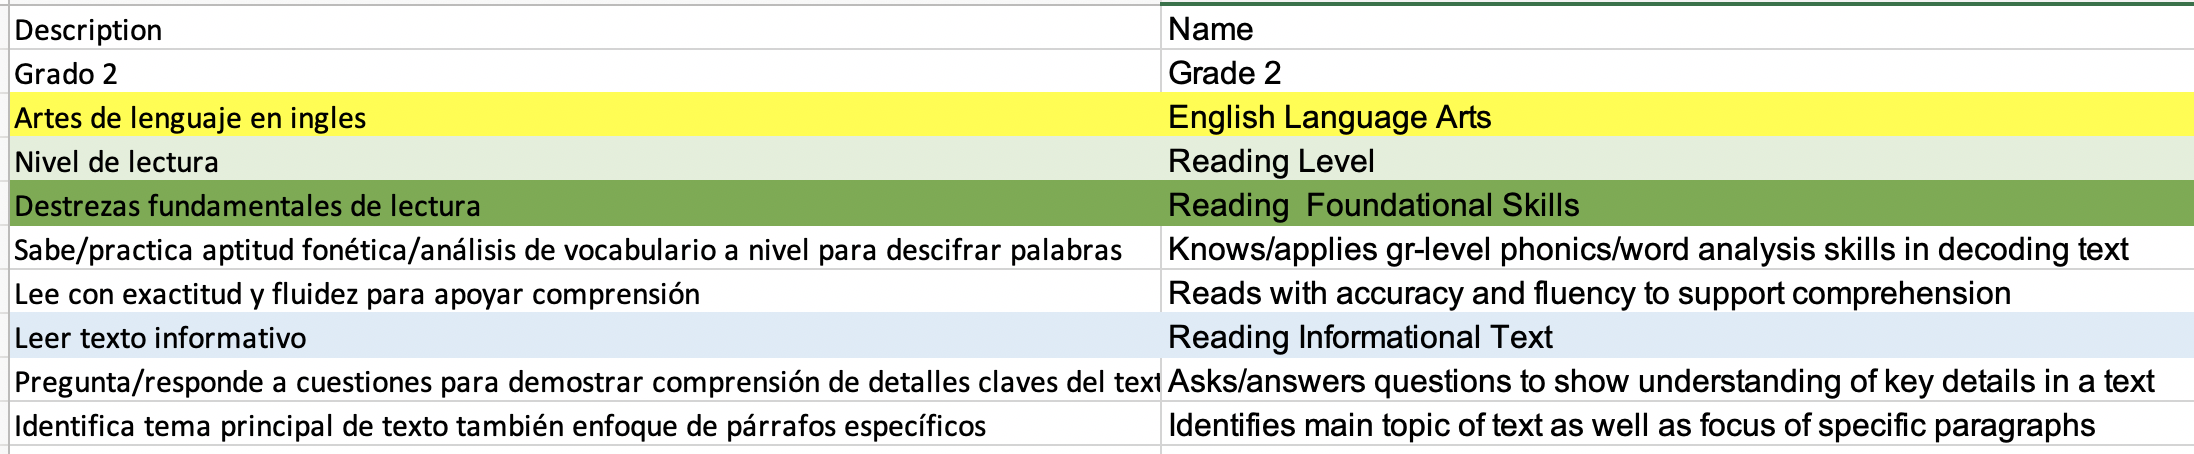 Description Name
Grado 2 Grade 2
Artes de lenguaje en ingles English Language Arts
Nivel de lectura Reading Level
Destrezas fundamentales de lectura Reading  Foundational Skills
Sabe/practica aptitud fonética/análisis de vocabulario a nivel para descifrar palabras Knows/applies gr-level phonics/word analysis skills in decoding text
Lee con exactitud y fluidez para apoyar comprensión Reads with accuracy and fluency to support comprehension
Leer texto informativo Reading Informational Text
Pregunta/responde a cuestiones para demostrar comprensión de detalles claves del text Asks/answers questions to show understanding of key details in a text
Identifica tema principal de texto también enfoque de párrafos específicos Identifies main topic of text as well as focus of specific paragraphs